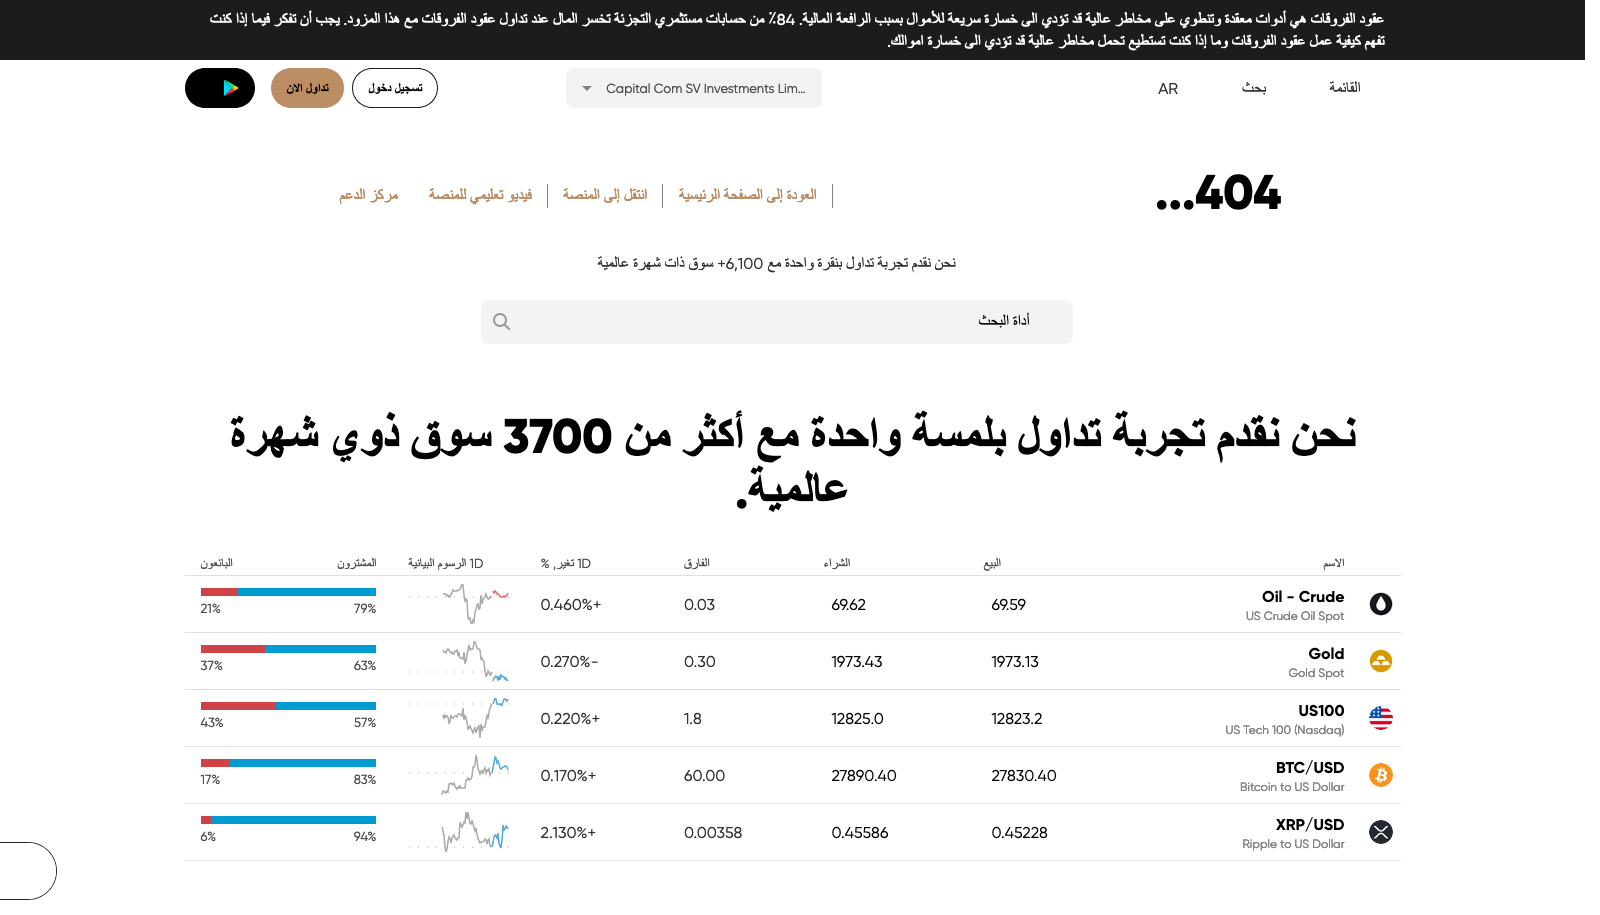 عقود الفروقات هي أدوات معقدة وتنطوي على مخاطر عالية قد تؤدي الى خسارة سريعة للأموال بسبب الرافعة المالية. 84٪ من حسابات مستثمري التجزئة تخسر المال عند تداول عقود الفروقات مع هذا المزود. يجب أن تفكر فيما إذا كنت
تفهم كيفية عمل عقود الفروقات وما إذا كنت تستطيع تحمل مخاطر عالية قد تؤدي الى خسارة اموالك.
القائمة
بحث
AR
Capital Com SV Investments Lim...
تسجيل دخول
تداول الان
404...
العودة إلى الصفحة الرئيسية
انتقل إلى المنصة
فيديو تعليمي للمنصة
مركز الدعم
نحن نقدم تجربة تداول بنقرة واحدة مع 6,100+ سوق ذات شهرة عالمية
أداة البحث
نحن نقدم تجربة تداول بلمسة واحدة مع أكثر من 3700 سوق ذوي شهرة
عالمية.
الاسم البيع الشراء الفارق 1D تغير, % 1D الرسوم البيانية المشترون البائعون
Oil - Crude 69.59 69.62 0.03 0.460%+ 79% 21%
US Crude Oil Spot
Gold 1973.13 1973.43 0.30 0.270%- 63% 37%
Gold Spot
US100 12823.2 12825.0 1.8 0.220%+ 57% 43%
US Tech 100 (Nasdaq)
BTC/USD 27830.40 27890.40 60.00 0.170%+ 83% 17%
Bitcoin to US Dollar
XRP/USD 0.45228 0.45586 0.00358 2.130%+ 94% 6%
Ripple to US Dollar